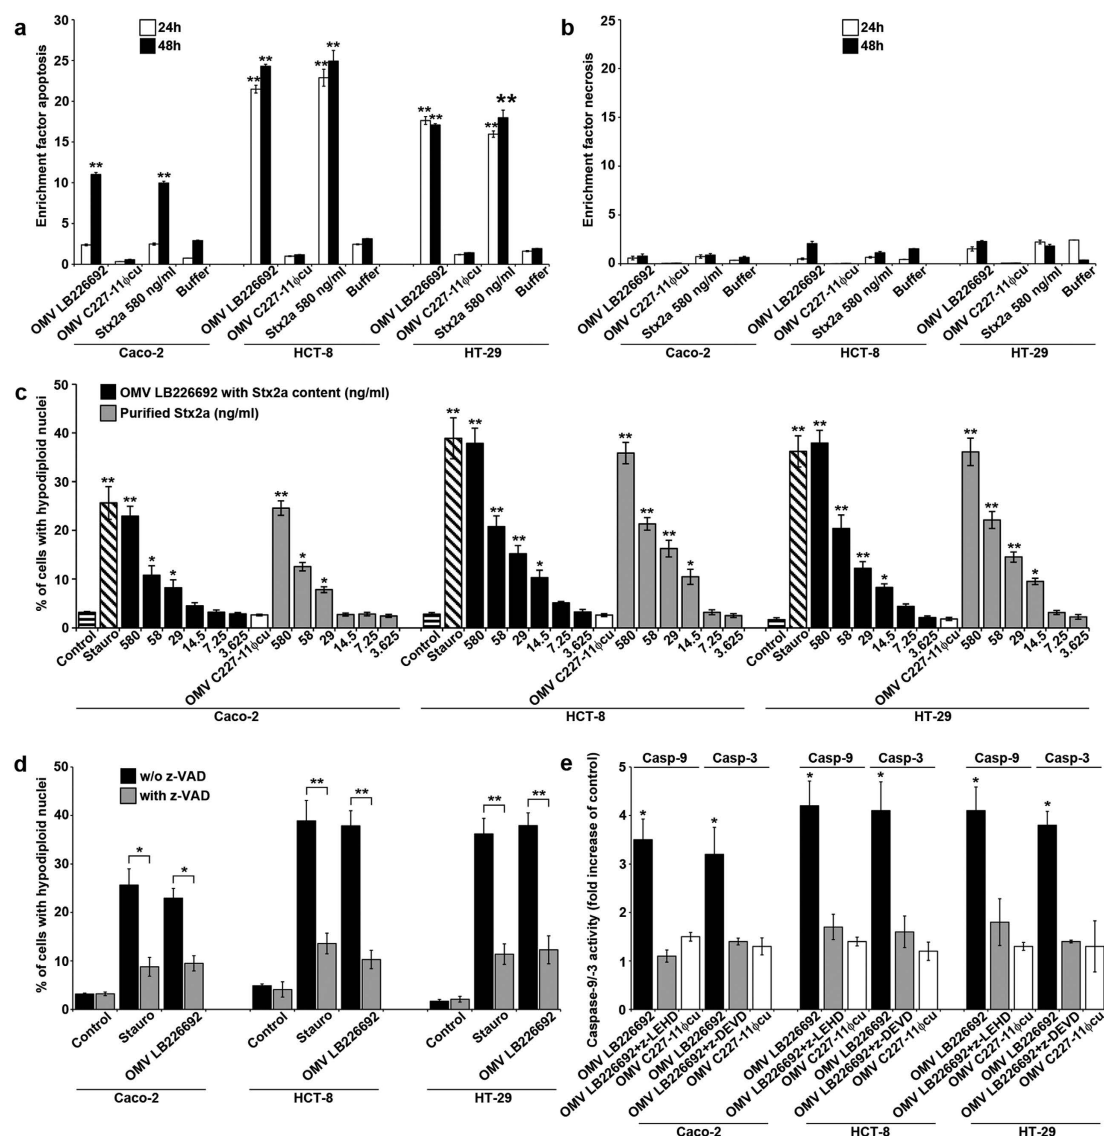 a
Enrichment factor apoptosis
30
25
20
15
10
5
0
24h
48h
** ** ** ** ** ** ** ** ** **
OMV LB226692
OMV C227-11ϕcu
Stx2a 580 ng/ml
Buffer
OMV LB226692
OMV C227-11ϕcu
Stx2a 580 ng/ml
Buffer
OMV LB226692
OMV C227-11ϕcu
Stx2a 580 ng/ml
Buffer
Caco-2 HCT-8 HT-29
b
Enrichment factor necrosis
25
20
15
10
5
0
24h
48h
OMV LB226692
OMV C227-11ϕcu
Stx2a 580 ng/ml
Buffer
OMV LB226692
OMV C227-11ϕcu
Stx2a 580 ng/ml
Buffer
OMV LB226692
OMV C227-11ϕcu
Stx2a 580 ng/ml
Buffer
Caco-2 HCT-8 HT-29
c
% of cells with hypodiploid nuclei
50
40
30
20
10
0
OMV LB226692 with Stx2a content (ng/ml)
Purified Stx2a (ng/ml)
** ** * * ** * *
** ** ** ** * ** ** ** *
** ** ** ** * ** ** ** *
Control
Stauro
580
58
29
14.5
7.25
3.625
OMV C227-11ϕcu
580
58
29
14.5
7.25
3.625
Control
Stauro
580
58
29
14.5
7.25
3.625
OMV C227-11ϕcu
580
58
29
14.5
7.25
3.625
Control
Stauro
580
58
29
14.5
7.25
3.625
OMV C227-11ϕcu
580
58
29
14.5
7.25
3.625
Caco-2 HCT-8 HT-29
d
% of cells with hypodiploid nuclei
50
40
30
20
10
0
w/o z-VAD
with z-VAD
* * ** ** ** **
Control
Stauro
OMV LB226692
Control
Stauro
OMV LB226692
Control
Stauro
OMV LB226692
Caco-2 HCT-8 HT-29
e
Caspase-9/-3 activity (fold increase of control)
5
4
3
2
1
0
Casp-9 Casp-3 Casp-9 Casp-3 Casp-9 Casp-3
* * * * * *
OMV LB226692
OMV LB226692+z-LEHD
OMV C227-11ϕcu
OMV LB226692
OMV LB226692+z-DEVD
OMV C227-11ϕcu
OMV LB226692
OMV LB226692+z-LEHD
OMV C227-11ϕcu
OMV LB226692
OMV LB226692+z-DEVD
OMV C227-11ϕcu
OMV LB226692
OMV LB226692+z-LEHD
OMV C227-11ϕcu
OMV LB226692
OMV LB226692+z-DEVD
OMV C227-11ϕcu
Caco-2 HCT-8 HT-29